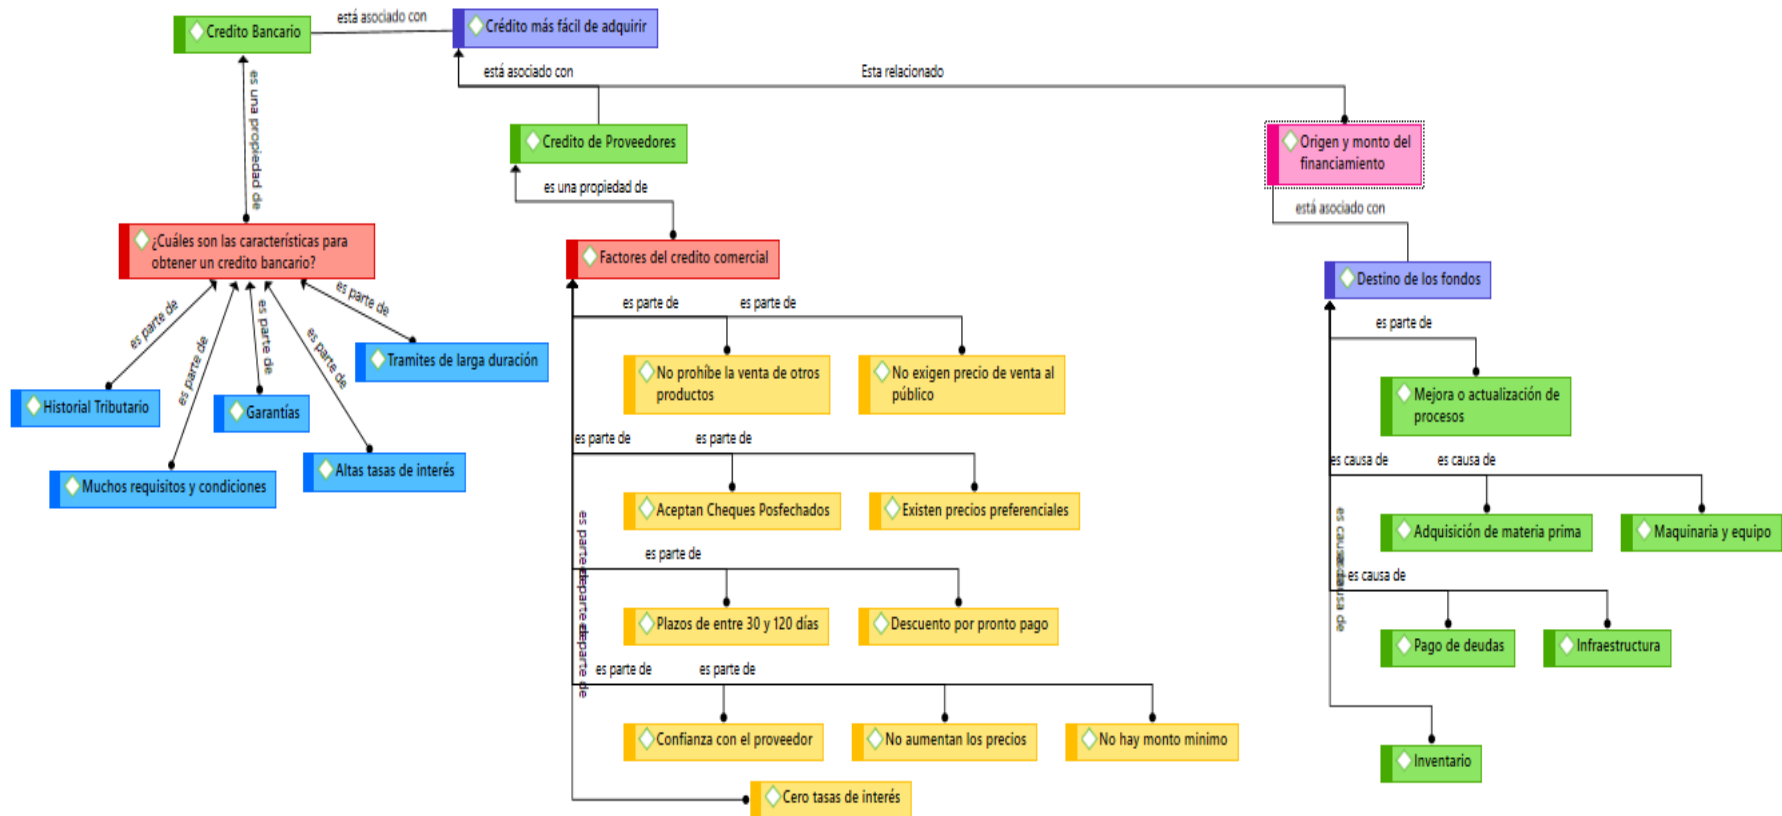 Credito Bancario
está asociado con
Crédito más fácil de adquirir
está asociado con
Esta relacionado
es una propiedad de
Credito de Proveedores
Origen y monto del
financiamiento
es una propiedad de
está asociado con
¿Cuáles son las características para
obtener un credito bancario?
Factores del credito comercial
Destino de los fondos
es parte de
es parte de
es parte de
es parte de
es parte de
Tramites de larga duración
Historial Tributario
Garantías
Altas tasas de interés
Muchos requisitos y condiciones
es parte de
es parte de
No prohíbe la venta de otros
productos
No exigen precio de venta al
público
es parte de
es parte de
Aceptan Cheques Posfechados
Existen precios preferenciales
es parte de
Plazos de entre 30 y 120 días
Descuento por pronto pago
es parte de
es parte de
Confianza con el proveedor
No aumentan los precios
No hay monto minimo
Cero tasas de interés
es parte de
Mejora o actualización de
procesos
es causa de
es causa de
Adquisición de materia prima
Maquinaria y equipo
es causa de
Pago de deudas
Infraestructura
Inventario